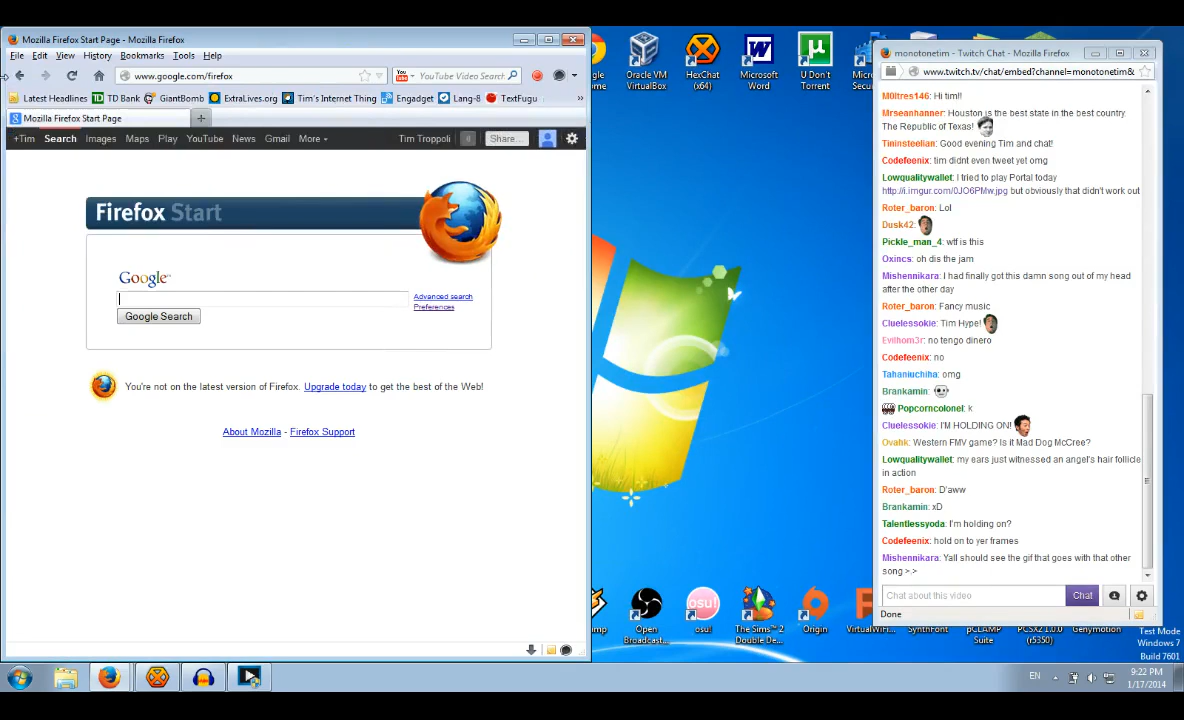 Mozilla Firefox Start Page - Mozilla Firefox
File Edit View History Bookmarks Tools Help
www.google.com/firefox
YouTube Video Search
Latest Headlines TD Bank GiantBomb ExtraLives.org Tim's Internet Thing Engadget Lang-8 TextFugu
Mozilla Firefox Start Page
+Tim Search Images Maps Play YouTube News Gmail More
Tim Troppoli
Share...
Firefox Start
Google
Advanced search
Preferences
Google Search
You're not on the latest version of Firefox. Upgrade today to get the best of the Web!
About Mozilla - Firefox Support
Oracle VM
VirtualBox
HexChat
(x64)
Microsoft
Word
U Don't
Torrent
Open
Broadcast...
osu!
The Sims™ 2
Double De...
Origin
VirtualWiFi...
SynthFont
pCLAMP
Suite
PCSX2 1.0.0
(r5350)
Genymotion
monotonetim - Twitch Chat - Mozilla Firefox
www.twitch.tv/chat/embed?channel=monotonetim&
M0ltres146: Hi tim!!
Mrseanhanner: Houston is the best state in the best country.
The Republic of Texas!
Tininsteelian: Good evening Tim and chat!
Codefeenix: tim didnt even tweet yet omg
Lowqualitywallet: I tried to play Portal today
http://i.imgur.com/0JO6PMw.jpg but obviously that didn't work out
Roter_baron: Lol
Dusk42:
Pickle_man_4: wtf is this
Oxincs: oh dis the jam
Mishennikara: I had finally got this damn song out of my head
after the other day
Roter_baron: Fancy music
Cluelessokie: Tim Hype!
Evilhom3r: no tengo dinero
Codefeenix: no
Tahaniuchiha: omg
Brankamin:
Popcorncolonel: k
Cluelessokie: I'M HOLDING ON!
Ovahk: Western FMV game? Is it Mad Dog McCree?
Lowqualitywallet: my ears just witnessed an angel's hair follicle
in action
Roter_baron: D'aww
Brankamin: xD
Talentlessyoda: I'm holding on?
Codefeenix: hold on to yer frames
Mishennikara: Yall should see the gif that goes with that other
song >.>
Chat about this video
Chat
Done
Test Mode
Windows 7
Build 7601
EN
9:22 PM
1/17/2014